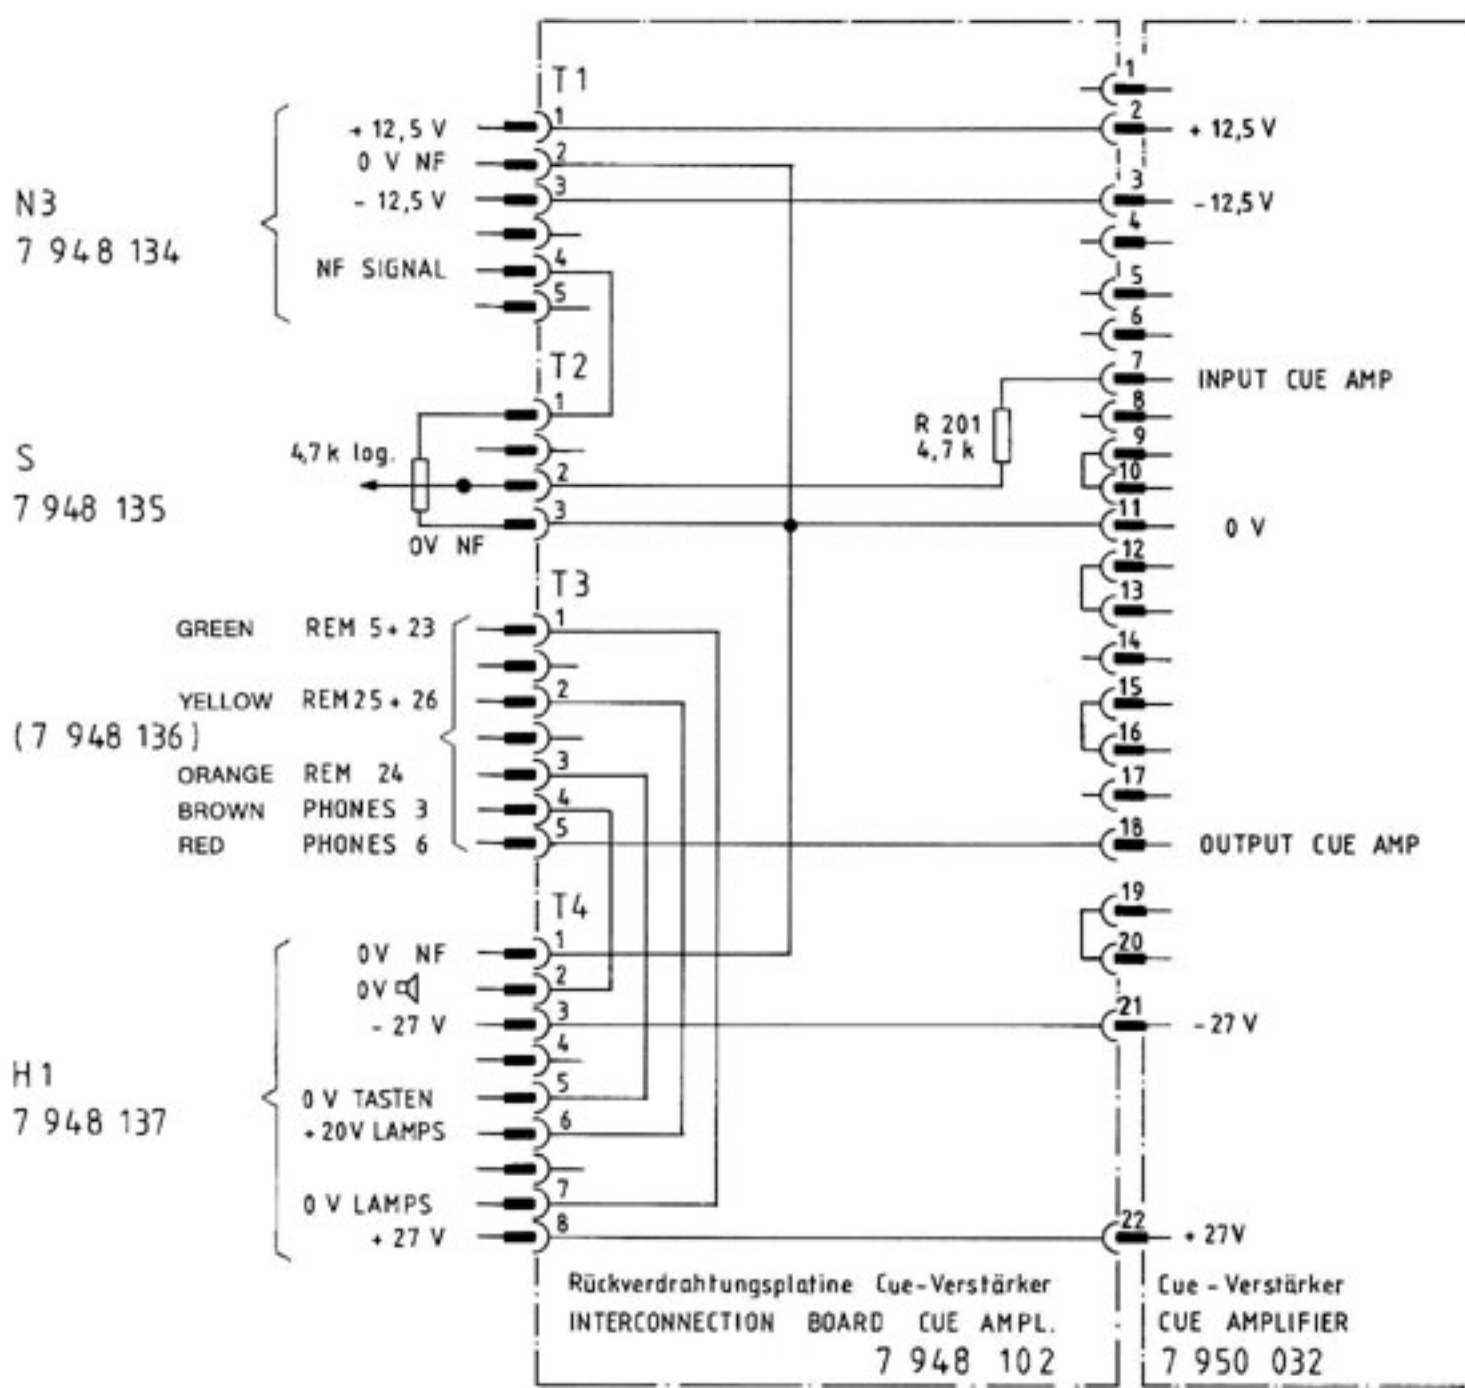 T1
1
+ 12,5 V
1
2
+ 12,5 V
0 V NF
2
- 12,5 V
3
3
- 12,5 V
N3
7 948 134
4
NF SIGNAL
4
5
5
6
T2
7
INPUT CUE AMP
1
8
R 201
4,7 k
9
4,7 k log.
S
7 948 135
2
10
3
11
0 V
0V NF
12
T3
13
GREEN REM 5 + 23
1
14
YELLOW REM 25 + 26
2
15
(7 948 136)
16
ORANGE REM 24
3
17
BROWN PHONES 3
4
RED PHONES 6
5
18
OUTPUT CUE AMP
T4
19
0V NF
1
20
0V
2
- 27 V
3
21
- 27 V
4
H1
7 948 137
0 V TASTEN
5
+ 20V LAMPS
6
0 V LAMPS
7
+ 27 V
8
22
+ 27V
Rückverdrahtungsplatine Cue-Verstärker
INTERCONNECTION BOARD CUE AMPL.
7 948 102
Cue - Verstärker
CUE AMPLIFIER
7 950 032